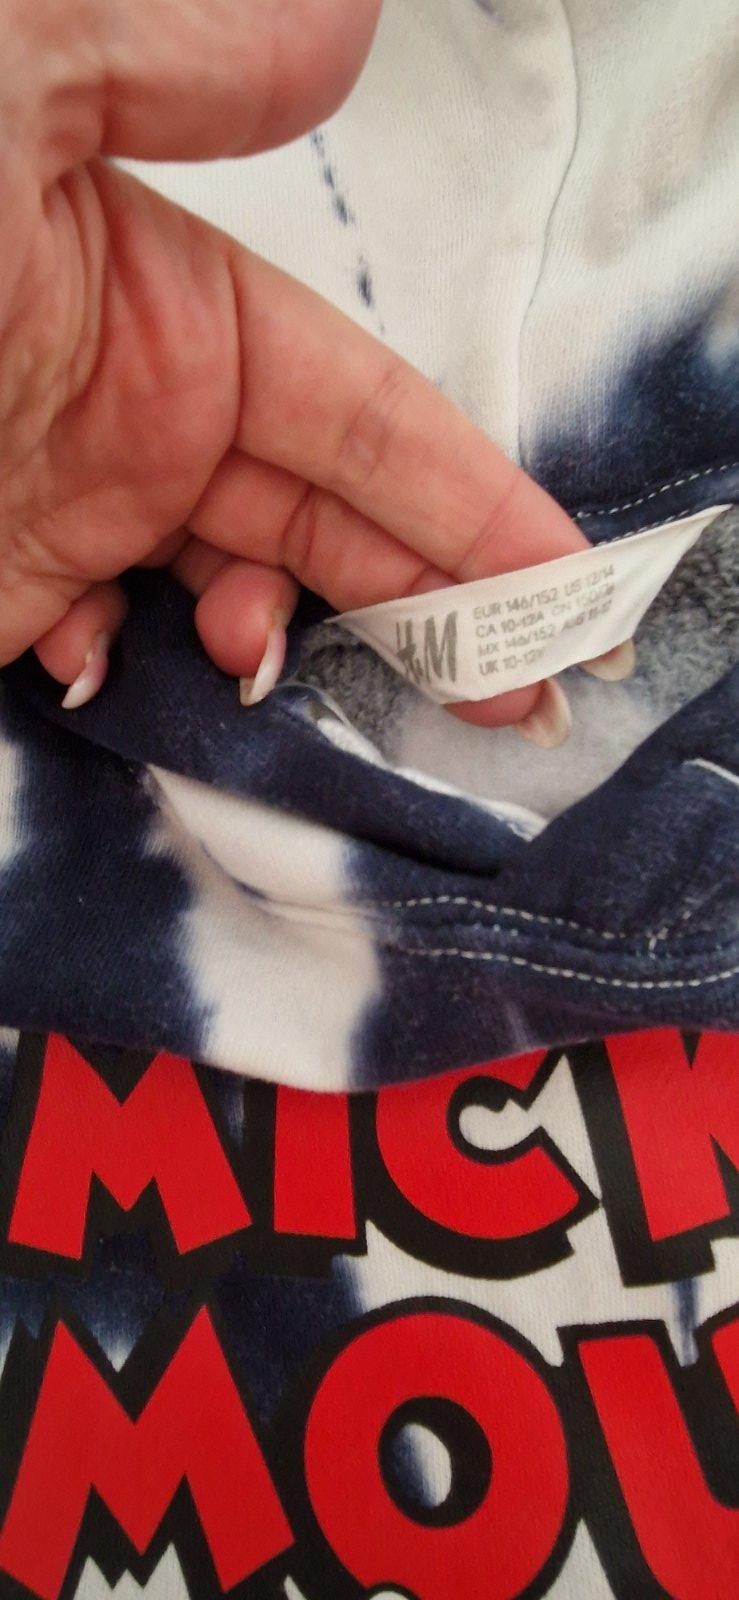 H&M
EUR 146/152 US 12/14
CA 10-12A CN 150/
MX 146/152 AUS
UK 10-12Y
MICK
MOU